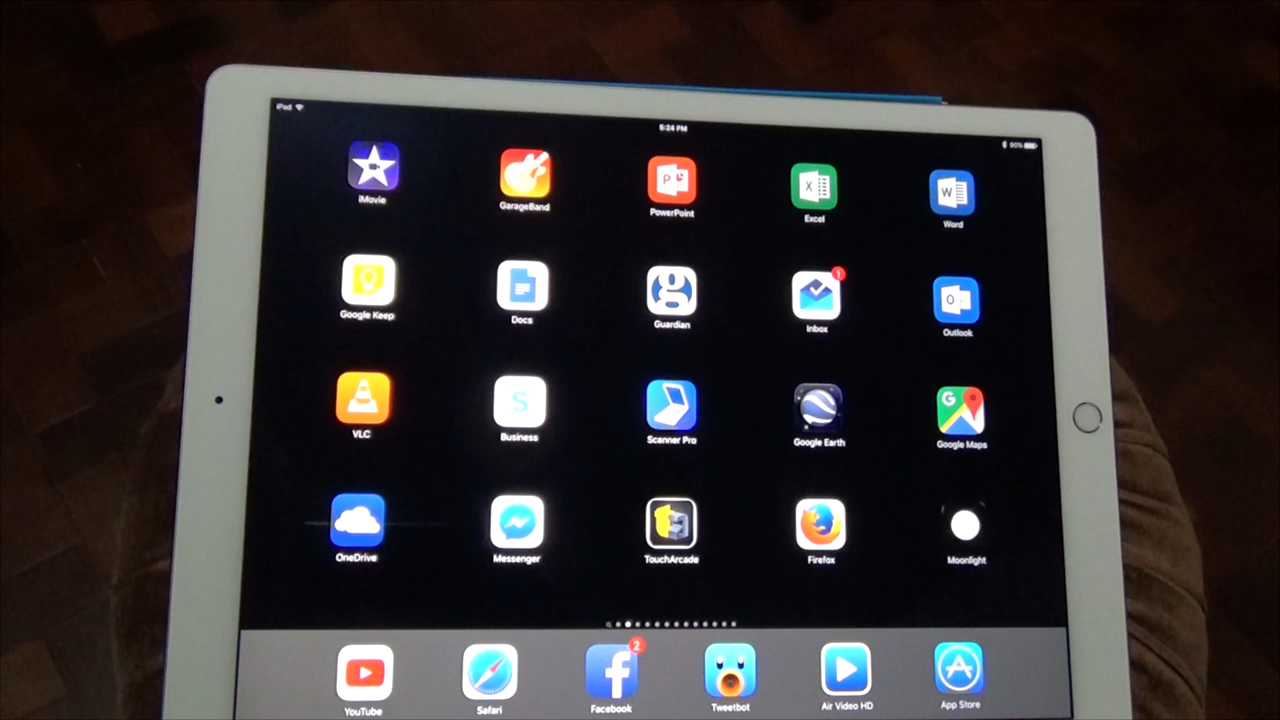 iPad
5:24 PM
90%
iMovie
GarageBand
PowerPoint
Excel
Word
Google Keep
Docs
Guardian
1
Inbox
Outlook
VLC
Business
Scanner Pro
Google Earth
Google Maps
OneDrive
Messenger
TouchArcade
Firefox
Moonlight
YouTube
Safari
2
Facebook
Tweetbot
Air Video HD
App Store